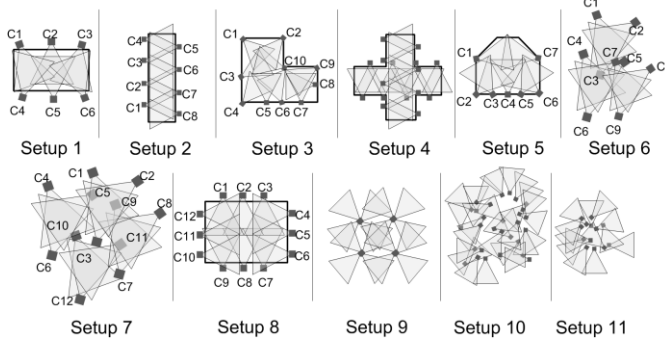 C1 C2 C3
C4 C5 C6
Setup 1
C4 C5
C3 C6
C2 C7
C1 C8
Setup 2
C1 C2
C10 C9
C3 C8
C4 C5 C6 C7
Setup 3
Setup 4
C1 C7
C2 C3 C4 C5 C6
Setup 5
C1 C2
C4 C7 C5
C3
C6 C9
Setup 6
C4 C1 C2
C5 C9 C8
C10 C11
C6 C3 C7
C12
Setup 7
C1 C2 C3
C12 C4
C11 C5
C10 C6
C9 C8 C7
Setup 8
Setup 9
Setup 10
Setup 11